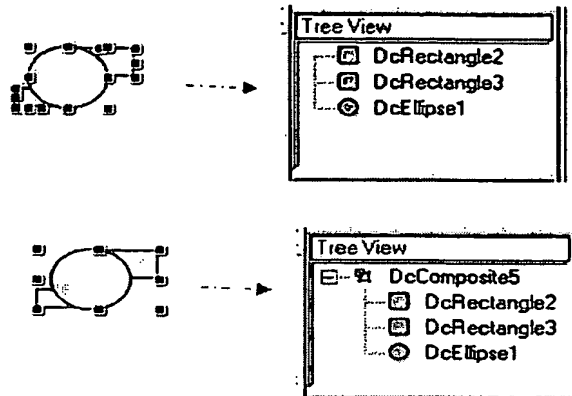 Tree View
DcRectangle2
DcRectangle3
DcEllipse1
Tree View
DcComposite5
DcRectangle2
DcRectangle3
DcEllipse1